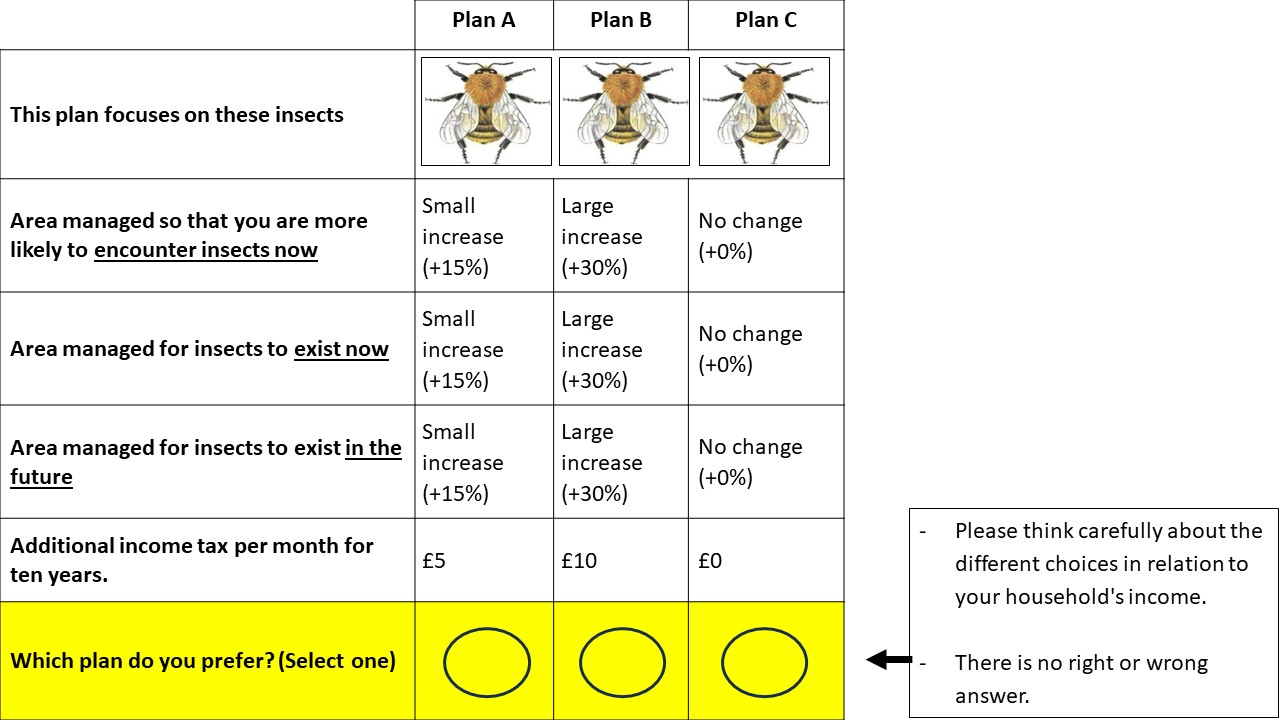 Plan A Plan B Plan C
This plan focuses on these insects
Area managed so that you are more
likely to encounter insects now
Small
increase
(+15%)
Large
increase
(+30%)
No change
(+0%)
Area managed for insects to exist now
Small
increase
(+15%)
Large
increase
(+30%)
No change
(+0%)
Area managed for insects to exist in the
future
Small
increase
(+15%)
Large
increase
(+30%)
No change
(+0%)
Additional income tax per month for
ten years.
£5
£10
£0
Which plan do you prefer? (Select one)
- Please think carefully about the
different choices in relation to
your household's income.
- There is no right or wrong
answer.